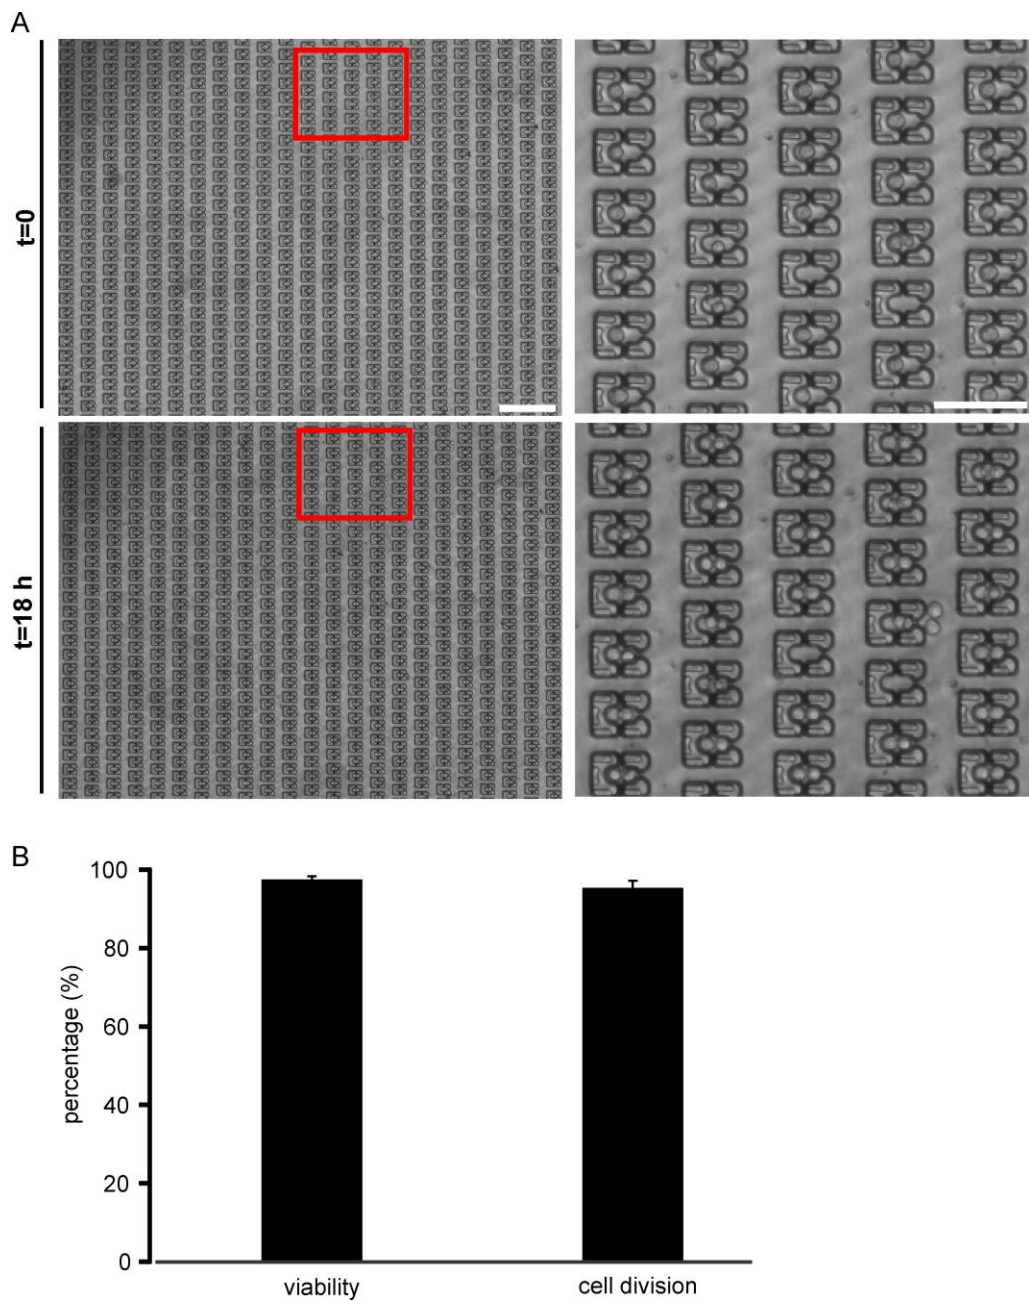 A
t=0
t=18 h
B
100
80
60
40
20
0
percentage (%)
viability
cell division